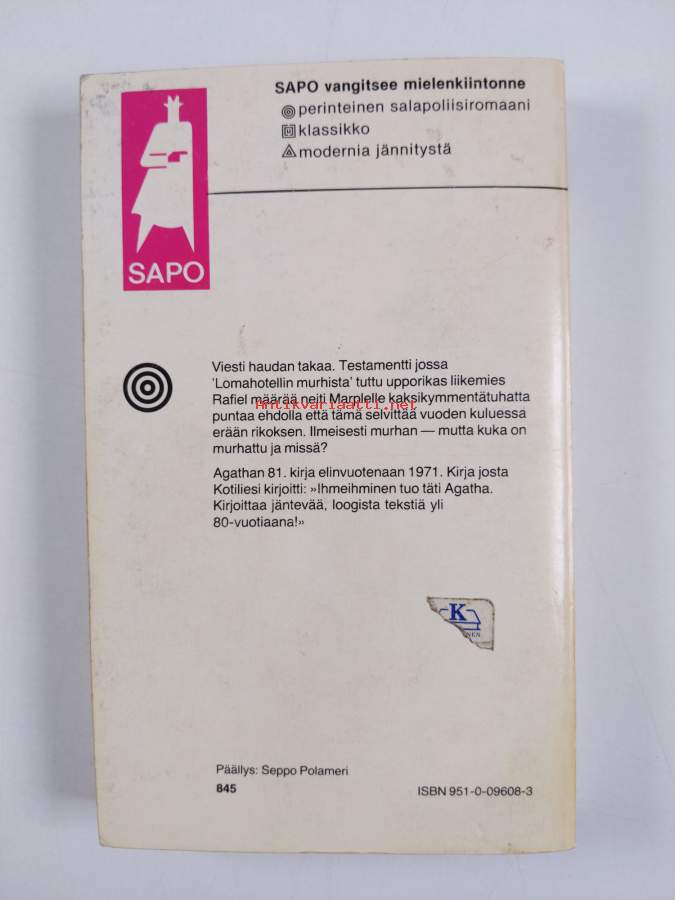 SAPO vangitsee mielenkiintonne
perinteinen salapoliisiromaani
klassikko
modernia jännitystä
SAPO
Viesti haudan takaa. Testamentti jossa
'Lomahotellin murhista' tuttu upporikas liikemies
Rafiel määrää neiti Marplelle kaksikymmentätuhatta
Antikvariaatti.net
puntaa ehdolla että tämä selvittää vuoden kuluessa
erään rikoksen. Ilmeisesti murhan — mutta kuka on
murhattu ja missä?
Agathan 81. kirja elinvuotenaan 1971. Kirja josta
Kotiliesi kirjoitti: »Ihmeihminen tuo täti Agatha.
Kirjoittaa jäntevää, loogista tekstiä yli
80-vuotiaana!»
K
NEN
Päällys: Seppo Polameri
845
ISBN 951-0-09608-3